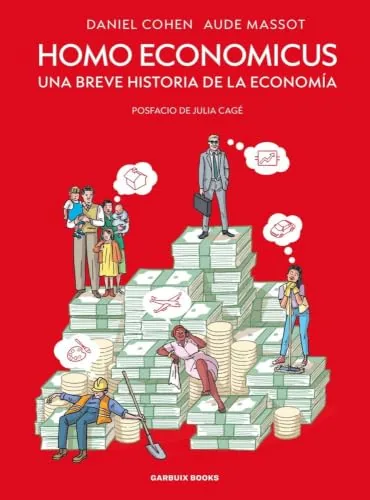 DANIEL COHEN AUDE MASSOT
HOMO ECONOMICUS
UNA BREVE HISTORIA DE LA ECONOMÍA
POSFACIO DE JULIA CAGÉ
GARBUIX BOOKS